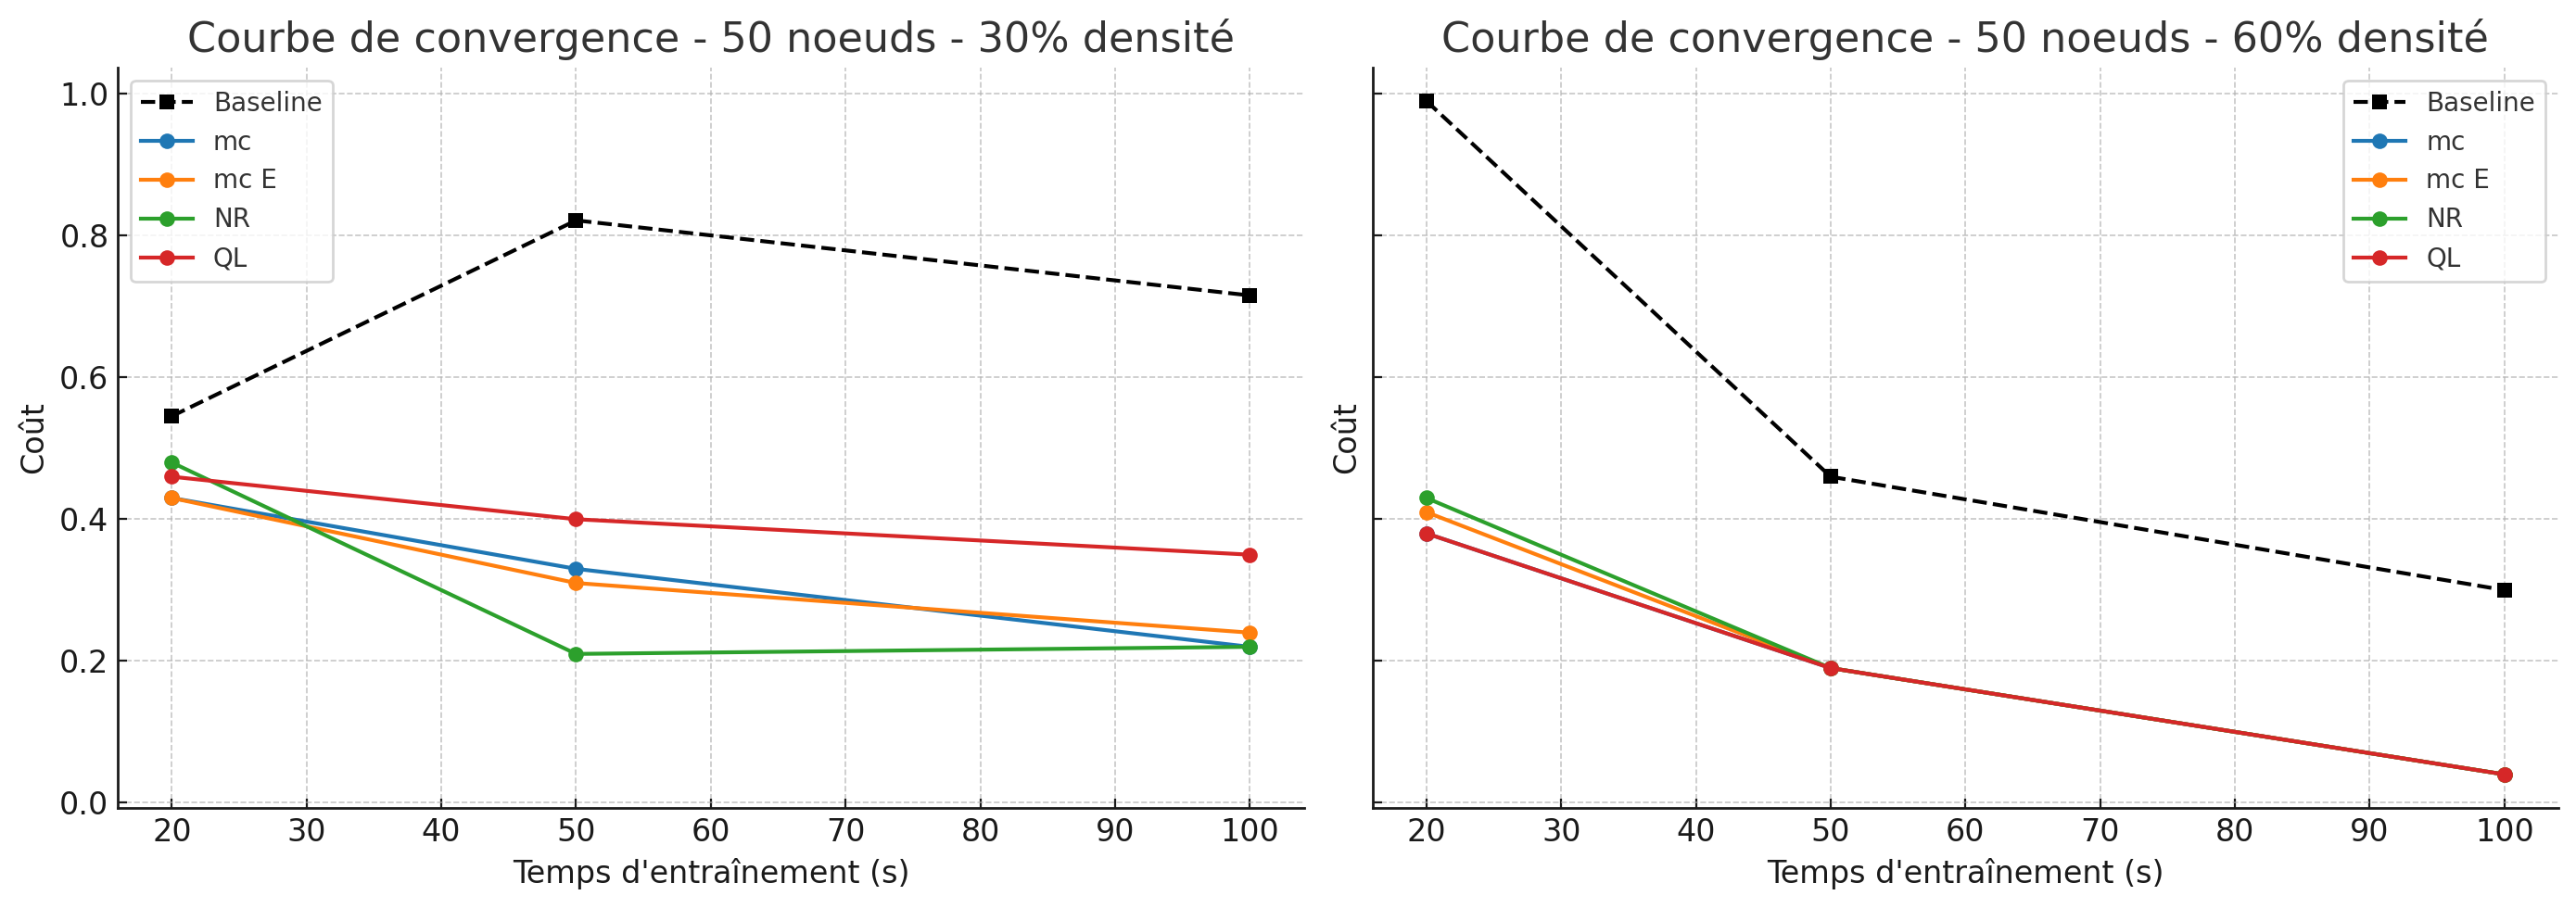 Courbe de convergence - 50 noeuds - 30% densité
Baseline
mc
mc E
NR
QL
1.0
0.8
0.6
0.4
0.2
0.0
Coût
20 30 40 50 60 70 80 90 100
Temps d'entraînement (s)
Courbe de convergence - 50 noeuds - 60% densité
Baseline
mc
mc E
NR
QL
Coût
20 30 40 50 60 70 80 90 100
Temps d'entraînement (s)